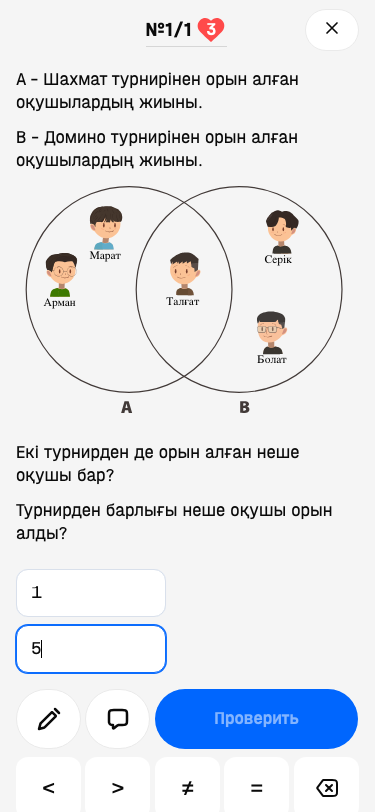 №1/1 3
А - Шахмат турнирінен орын алған
оқушылардың жиыны.
В - Домино турнирінен орын алған
оқушылардың жиыны.
Марат
Серік
Арман
Талғат
Болат
A B
Екі турнирден де орын алған неше
оқушы бар?
Турнирден барлығы неше оқушы орын
алды?
1
5
Проверить
< > ≠ =